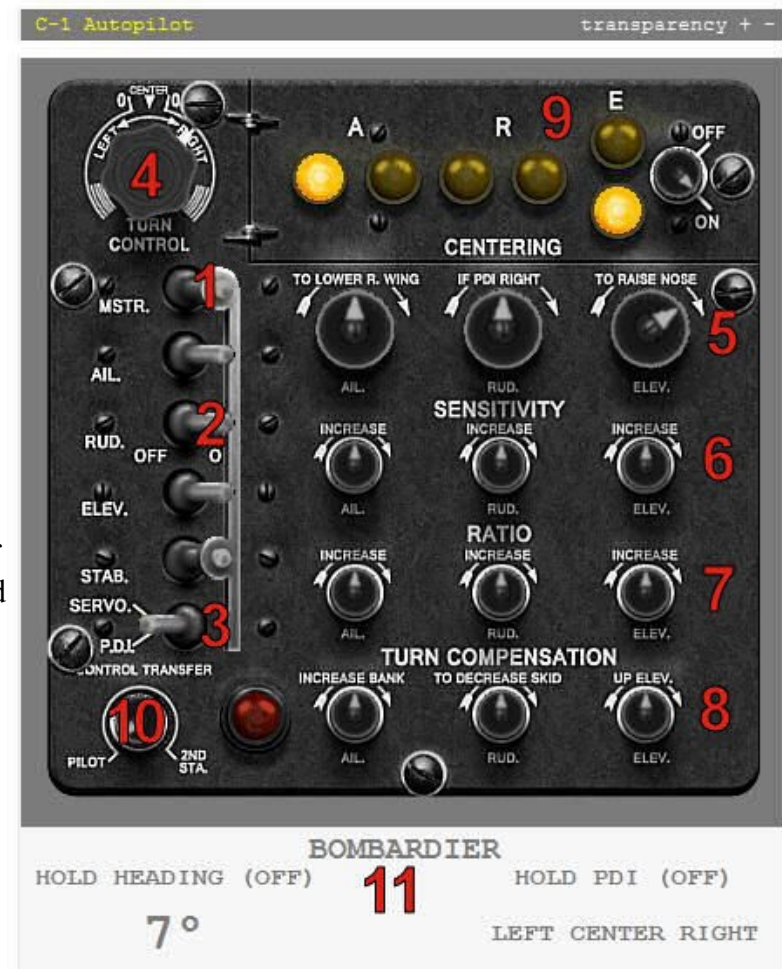 C-1 Autopilot transparency + -
CENTER
0 0
LEFT RIGHT
4
TURN
CONTROL
A R 9 E
OFF
ON
CENTERING
1
MSTR.
TO LOWER R. WING IF PDI RIGHT TO RAISE NOSE
5
AIL.
AIL. RUD. ELEV.
SENSITIVITY
2
RUD.
OFF O
INCREASE INCREASE INCREASE
6
ELEV.
AIL. RUD. ELEV.
RATIO
STAB.
INCREASE INCREASE INCREASE
7
SERVO.
3
P.D.I.
AIL. RUD. ELEV.
TURN COMPENSATION
CONTROL TRANSFER
INCREASE BANK TO DECREASE SKID UP ELEV.
10
8
PILOT 2ND
STA.
AIL. RUD. ELEV.
BOMBARDIER
HOLD HEADING (OFF) 11 HOLD PDI (OFF)
7° LEFT CENTER RIGHT